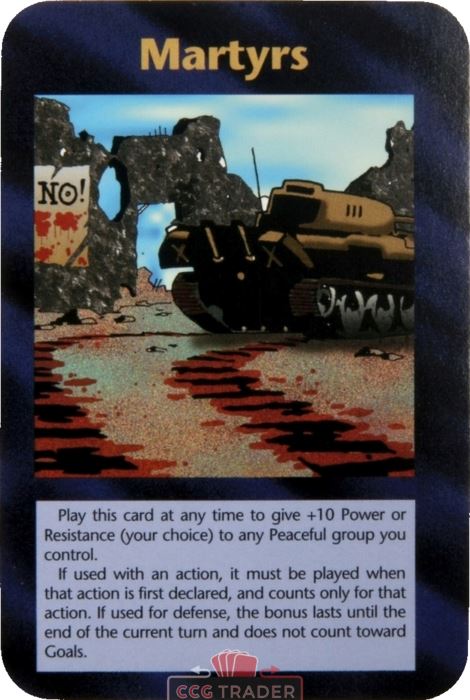 Martyrs
NO!
Play this card at any time to give +10 Power or
Resistance (your choice) to any Peaceful group you
control.
If used with an action, it must be played when
that action is first declared, and counts only for that
action. If used for defense, the bonus lasts until the
end of the current turn and does not count toward
Goals.
CCG TRADER